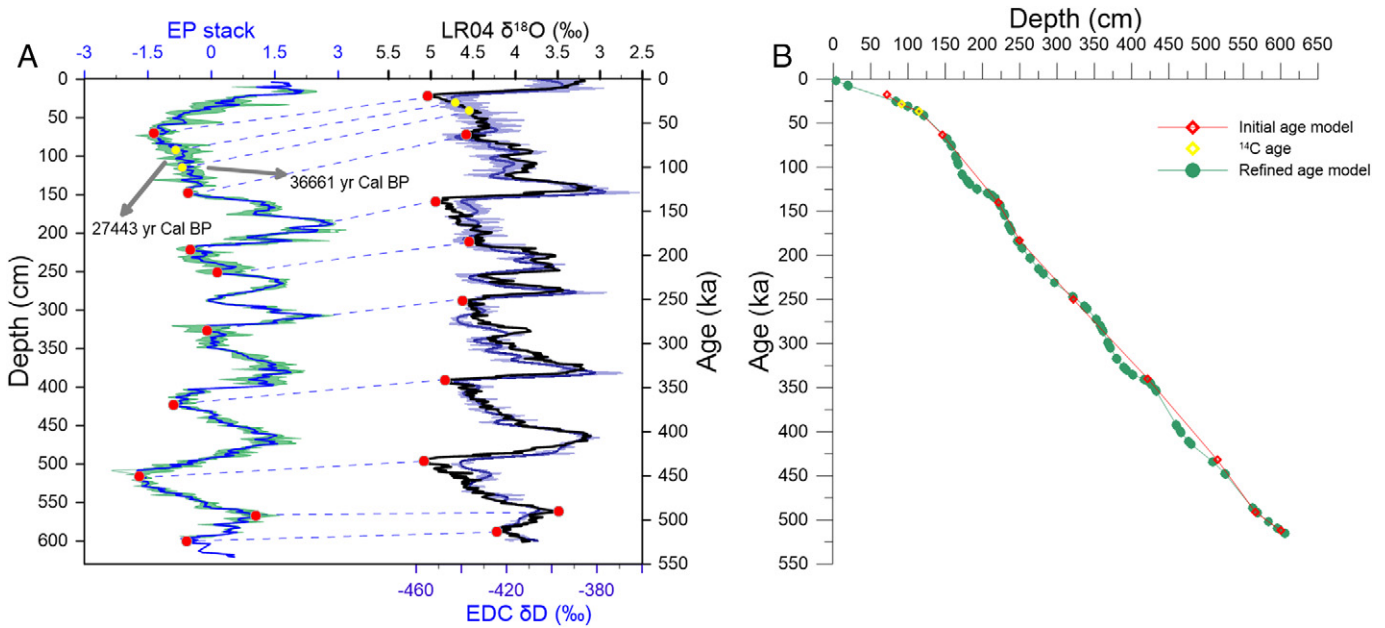 A
EP stack
LR04 δ¹⁸O (‰)
-3 -1.5 0 1.5 3 5.5 5 4.5 4 3.5 3 2.5
Depth (cm)
0
50
100
150
200
250
300
350
400
450
500
550
600
27443 yr Cal BP
36661 yr Cal BP
Age (ka)
0
50
100
150
200
250
300
350
400
450
500
550
-460 -420 -380
EDC δD (‰)
B
Depth (cm)
0 50 100 150 200 250 300 350 400 450 500 550 600 650
Age (ka)
0
50
100
150
200
250
300
350
400
450
500
550
Initial age model
¹⁴C age
Refined age model